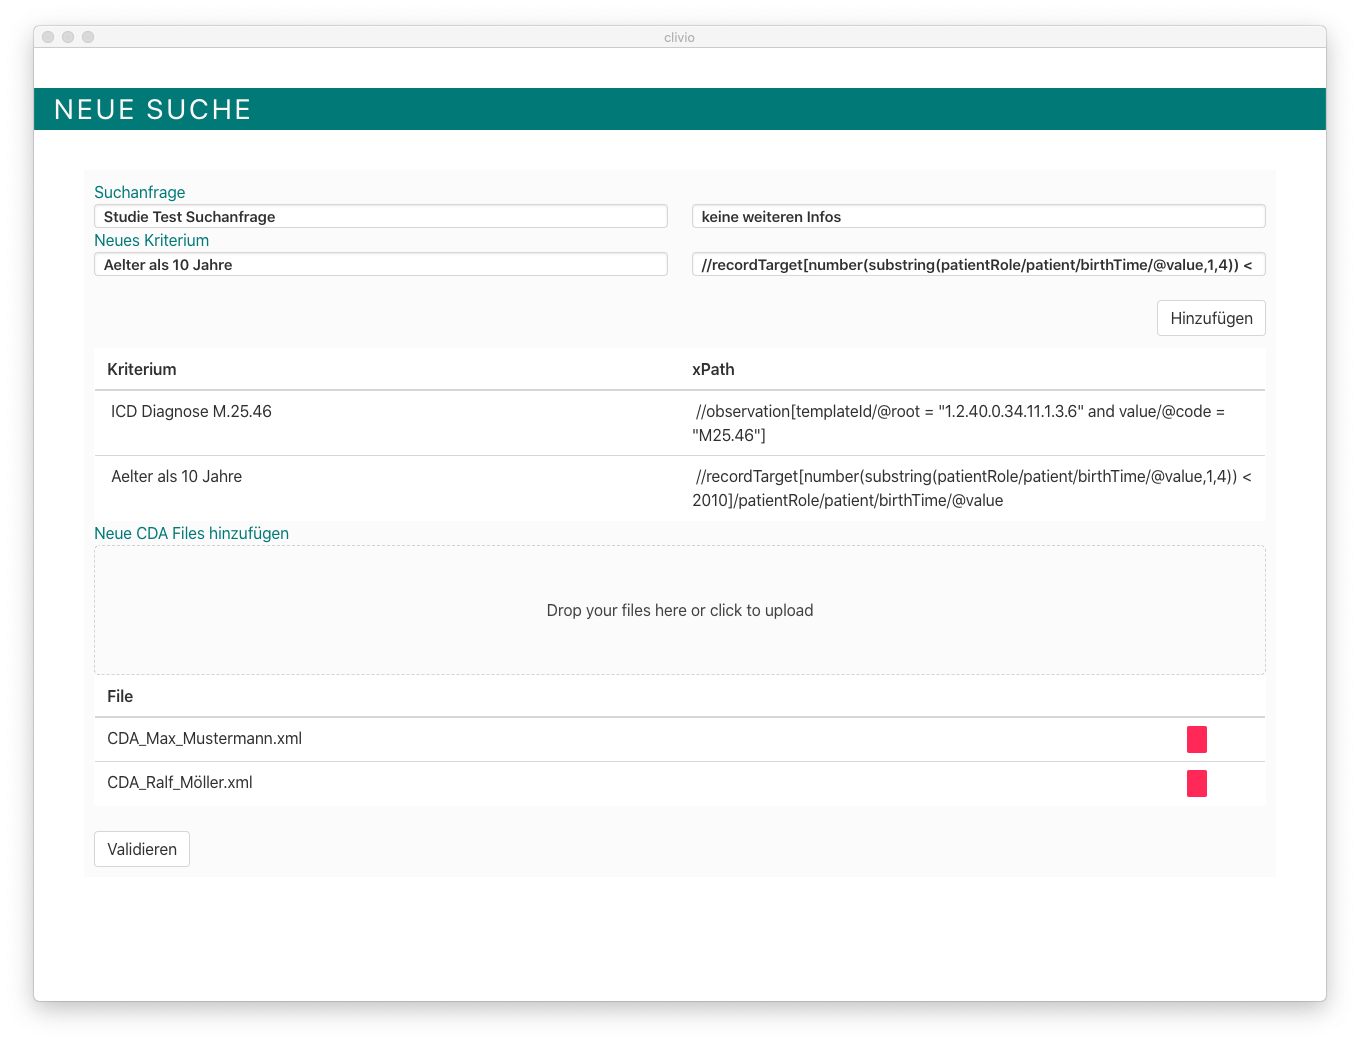 clivio
NEUE SUCHE
Suchanfrage
Studie Test Suchanfrage
keine weiteren Infos
Neues Kriterium
Aelter als 10 Jahre
//recordTarget[number(substring(patientRole/patient/birthTime/@value,1,4)) <
Hinzufügen
Kriterium
xPath
ICD Diagnose M.25.46
//observation[templateId/@root = "1.2.40.0.34.11.1.3.6" and value/@code =
"M25.46"]
Aelter als 10 Jahre
//recordTarget[number(substring(patientRole/patient/birthTime/@value,1,4)) <
2010]/patientRole/patient/birthTime/@value
Neue CDA Files hinzufügen
Drop your files here or click to upload
File
CDA_Max_Mustermann.xml
CDA_Ralf_Möller.xml
Validieren